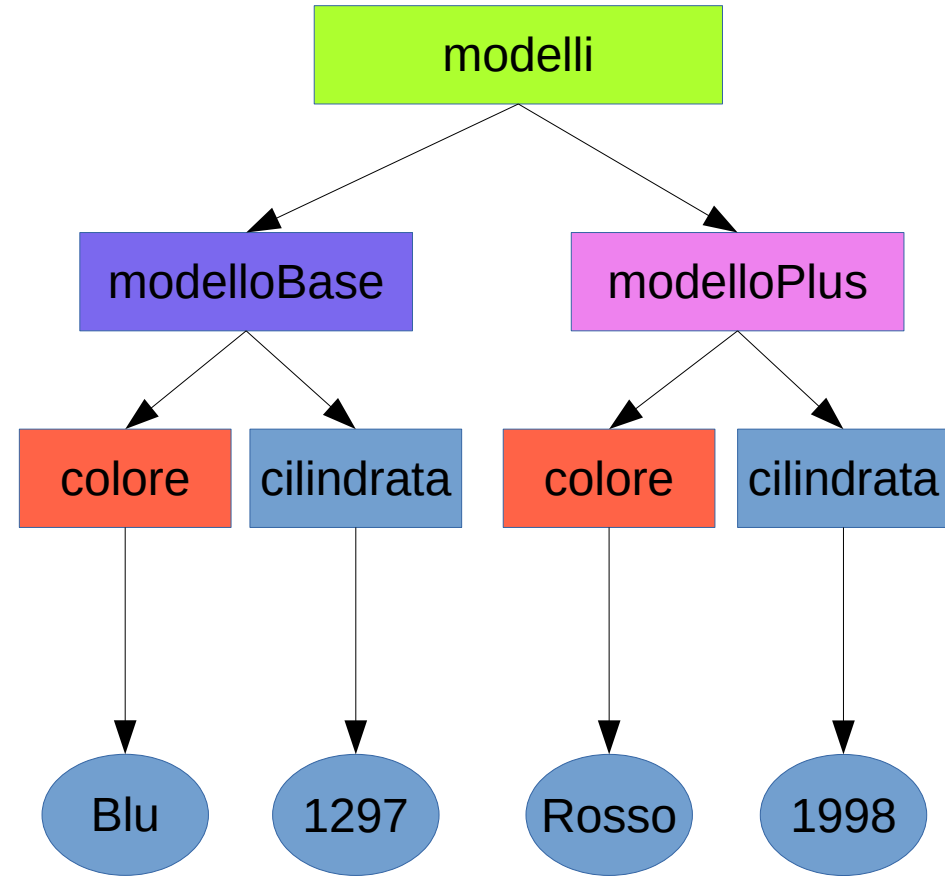 modelli
modelloBase
modelloPlus
colore
cilindrata
colore
cilindrata
Blu
1297
Rosso
1998